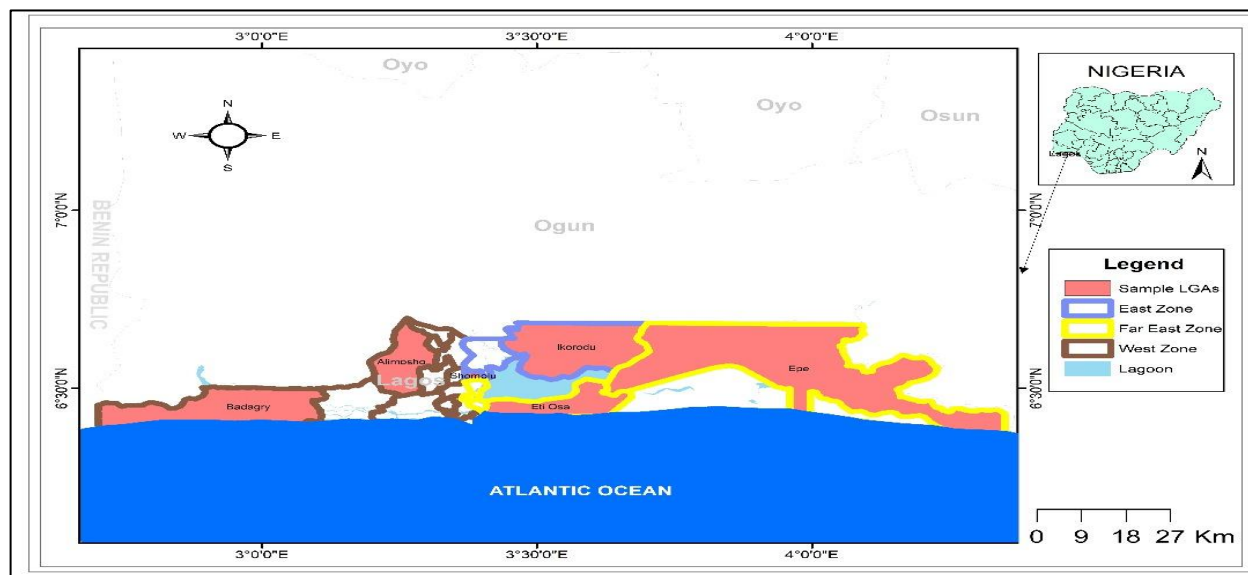 3°0'0"E 3°30'0"E 4°0'0"E
Oyo
Oyo
Osun
N
W E
S
7°0'0"N
7°0'0"N
BENIN REPUBLIC
Ogun
Ikorodu
Alimosho
Lagos
Shomolu
Epe
6°30'0"N
6°30'0"N
Badagry
Eti Osa
ATLANTIC OCEAN
3°0'0"E 3°30'0"E 4°0'0"E
NIGERIA
Lagos
N
Legend
Sample LGAs
East Zone
Far East Zone
West Zone
Lagoon
0 9 18 27 Km